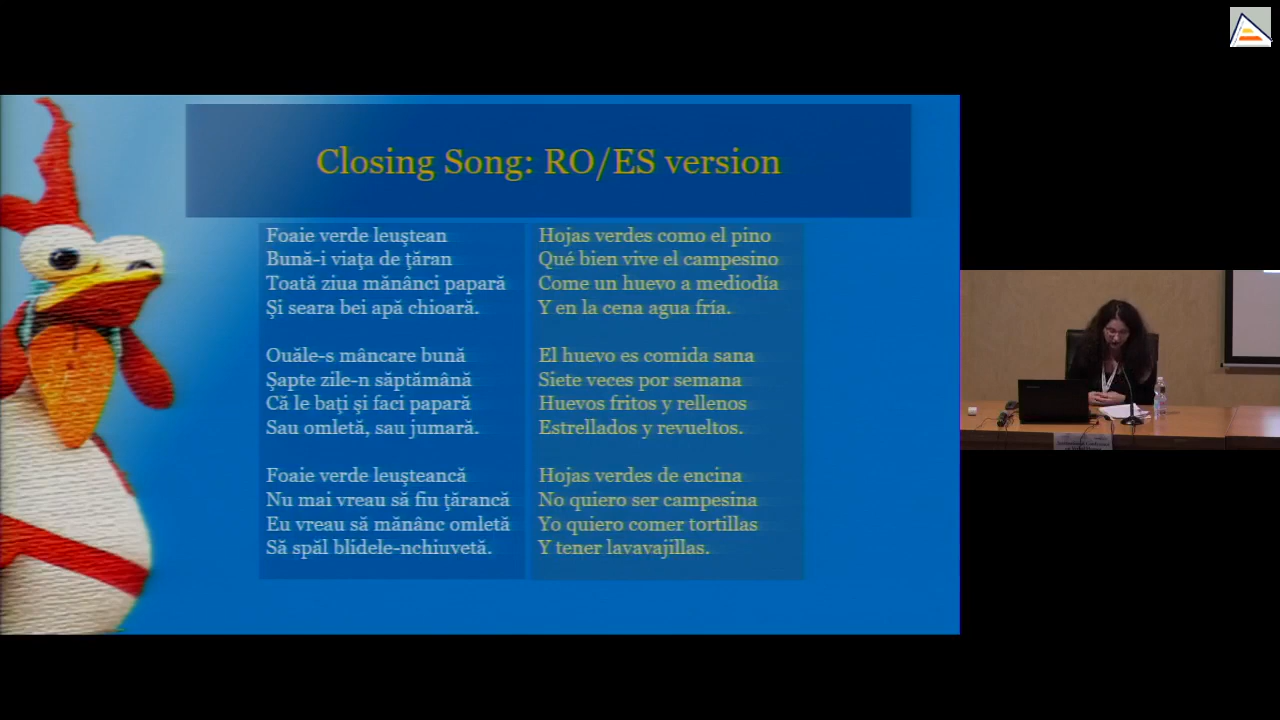 Closing Song: RO/ES version
Foaie verde leuştean
Bună-i viaţa de ţăran
Toată ziua mănânci papară
Şi seara bei apă chioară.
Ouăle-s mâncare bună
Şapte zile-n săptămână
Că le baţi şi faci papară
Sau omletă, sau jumară.
Foaie verde leuşteancă
Nu mai vreau să fiu ţărancă
Eu vreau să mănânc omletă
Să spăl blidele-nchiuvetă.
Hojas verdes como el pino
Qué bien vive el campesino
Come un huevo a mediodía
Y en la cena agua fría.
El huevo es comida sana
Siete veces por semana
Huevos fritos y rellenos
Estrellados y revueltos.
Hojas verdes de encina
No quiero ser campesina
Yo quiero comer tortillas
Y tener lavavajillas.